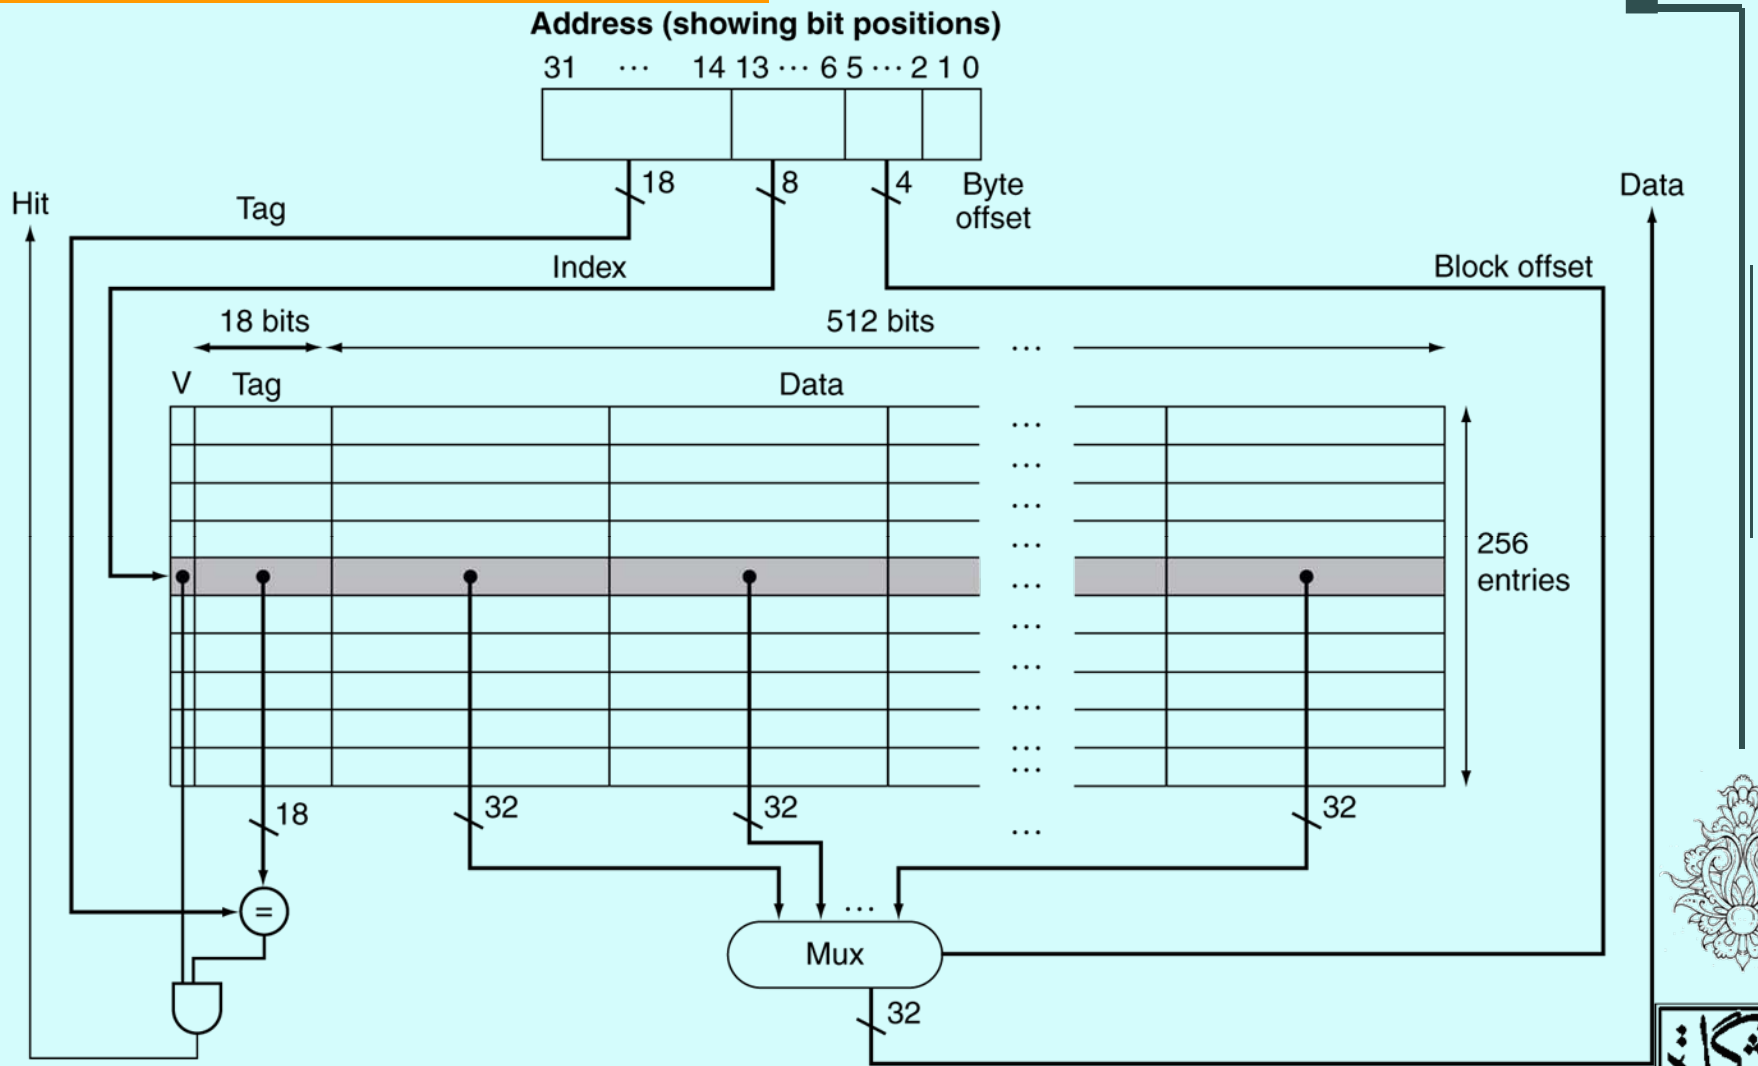 Address (showing bit positions)
31 ... 14 13 ... 6 5 ... 2 1 0
18 8 4 Byte offset
Hit
Tag
Data
Index
Block offset
18 bits
512 bits
...
V Tag Data
...
...
...
...
...
...
...
...
...
...
256 entries
18 32 32 ... 32
=
...
Mux
32